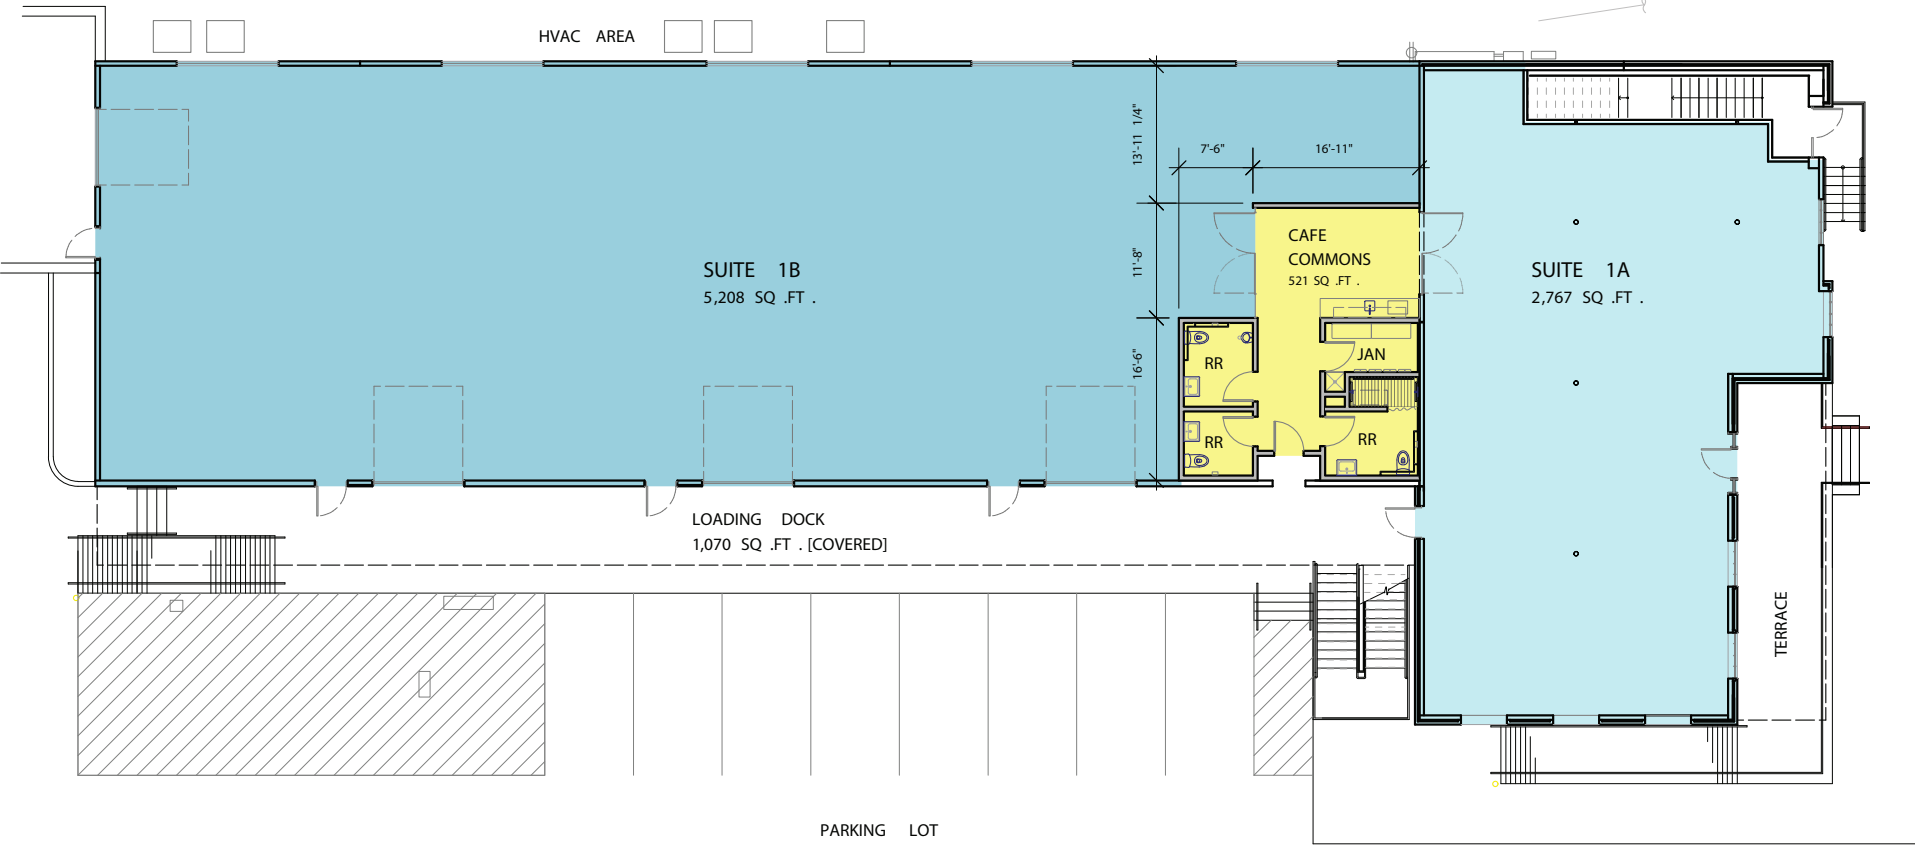 HVAC AREA
13'-11 1/4"
7'-6"
16'-11"
CAFE
COMMONS
521 SQ .FT .
11'-8"
SUITE 1B
5,208 SQ .FT .
SUITE 1A
2,767 SQ .FT .
16'-6"
RR
JAN
RR
RR
LOADING DOCK
1,070 SQ .FT . [COVERED]
TERRACE
PARKING LOT